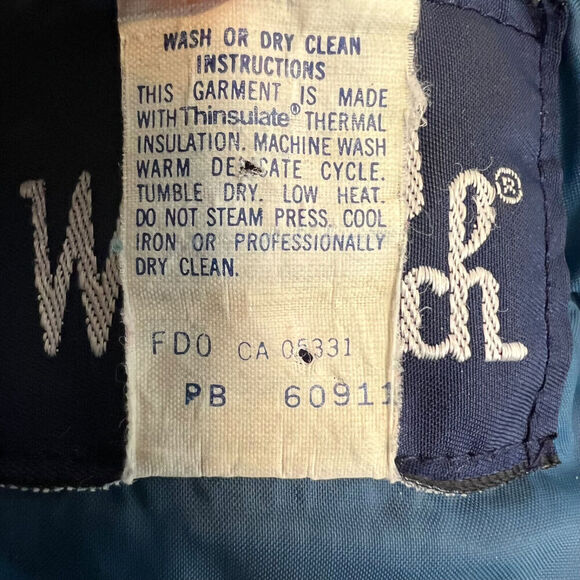 WASH OR DRY CLEAN
INSTRUCTIONS
THIS GARMENT IS MADE
WITH Thinsulate® THERMAL
INSULATION. MACHINE WASH
WARM DELICATE CYCLE.
TUMBLE DRY. LOW HEAT.
DO NOT STEAM PRESS. COOL
IRON OR PROFESSIONALLY
DRY CLEAN.
W ch®
FDO CA 05331
PB 60911